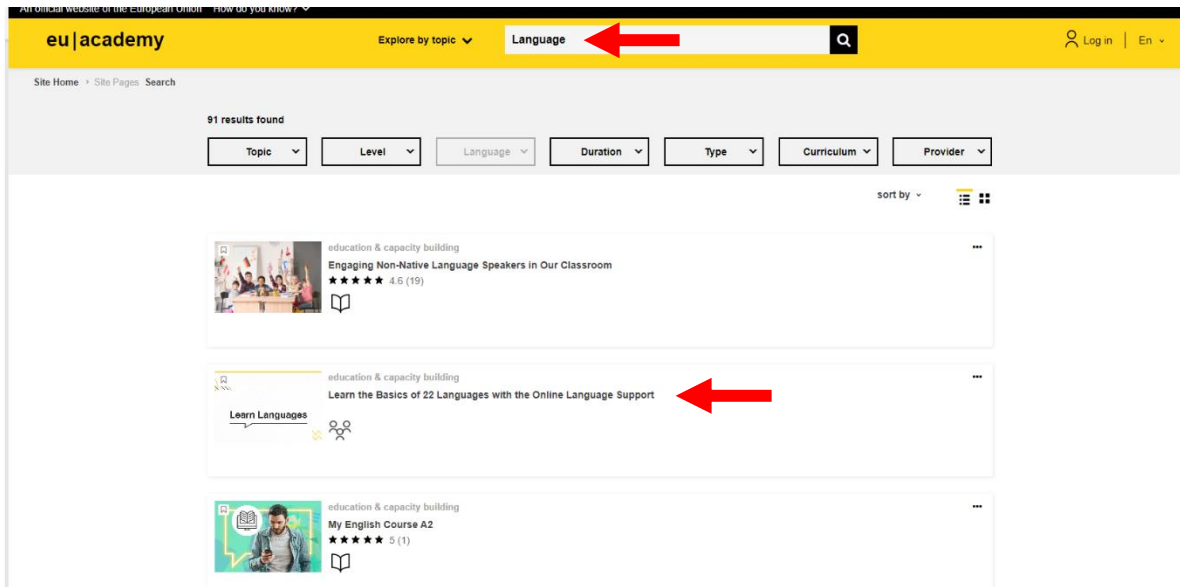 An official website of the European Union How do you know?
eu|academy
Explore by topic
Language
Log in
En
Site Home
Site Pages
Search
91 results found
Topic
Level
Language
Duration
Type
Curriculum
Provider
sort by
education & capacity building
Engaging Non-Native Language Speakers in Our Classroom
4.6 (19)
education & capacity building
Learn the Basics of 22 Languages with the Online Language Support
Learn Languages
education & capacity building
My English Course A2
5 (1)